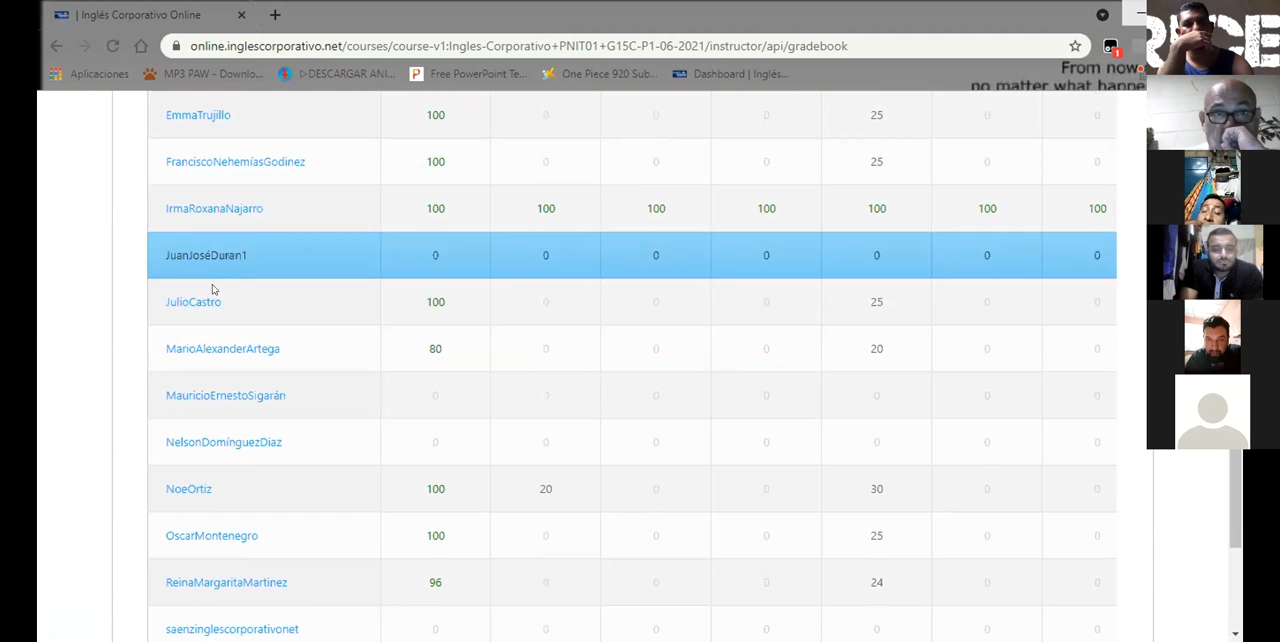 | Inglés Corporativo Online
online.inglescorporativo.net/courses/course-v1:Ingles-Corporativo+PNIT01+G15C-P1-06-2021/instructor/api/gradebook
1
Aplicaciones MP3 PAW - Downlo... ▷DESCARGAR ANI... Free PowerPoint Te... One Piece 920 Sub... Dashboard | Inglés...
From now
no matter what happe
EmmaTrujillo 100 0 0 0 25 0 0
FranciscoNehemíasGodinez 100 0 0 0 25 0 0
IrmaRoxanaNajarro 100 100 100 100 100 100 100
JuanJoséDuran1 0 0 0 0 0 0 0
JulioCastro 100 0 0 0 25 0 0
MarioAlexanderArtega 80 0 0 0 20 0 0
MauricioErnestoSigarán 0 0 0 0 0 0 0
NelsonDomínguezDiaz 0 0 0 0 0 0 0
NoeOrtiz 100 20 0 0 30 0 0
OscarMontenegro 100 0 0 0 25 0 0
ReinaMargaritaMartinez 96 0 0 0 24 0 0
saenzinglescorporativonet 0 0 0 0 0 0 0